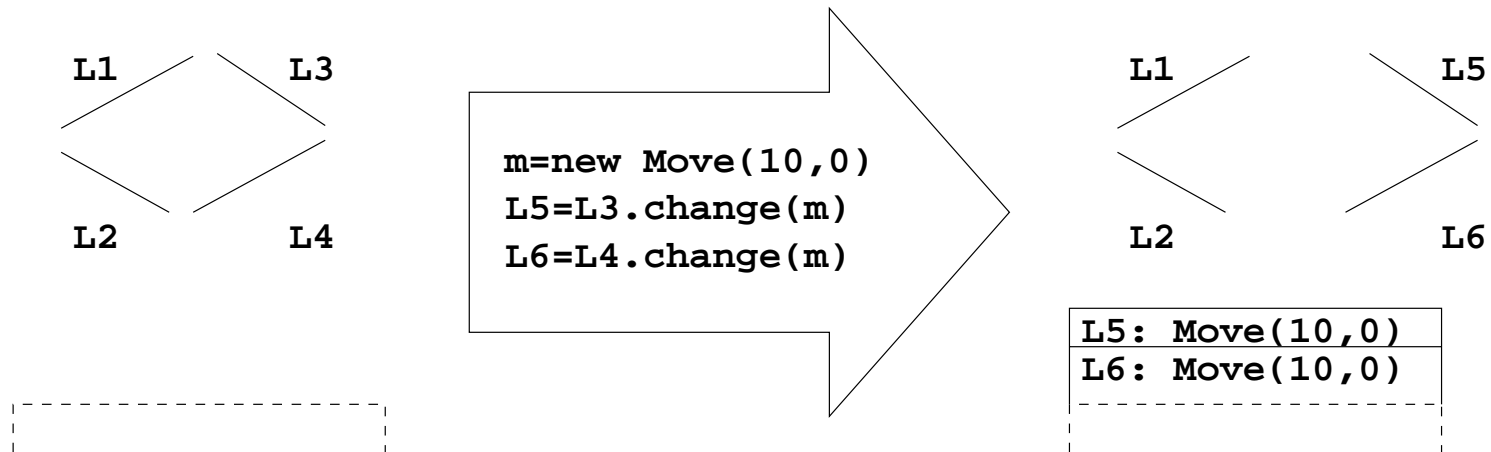 L1 L3
L2 L4
m=new Move(10,0)
L5=L3.change(m)
L6=L4.change(m)
L1 L5
L2 L6
L5: Move(10,0)
L6: Move(10,0)